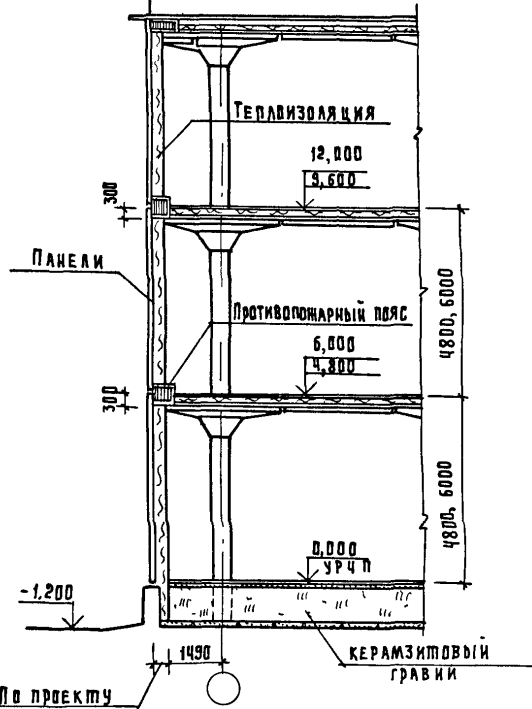 ТЕПЛОИЗОЛЯЦИЯ
12,000
9,600
300
ПАНЕЛИ
ПРОТИВОПОЖАРНЫЙ ПОЯС
4800, 6000
6,000
4,800
300
4800, 6000
0,000
УР.Ч П
-1.200
1490
КЕРАМЗИТОВЫЙ
ГРАВИЙ
ПО ПРОЕКТУ